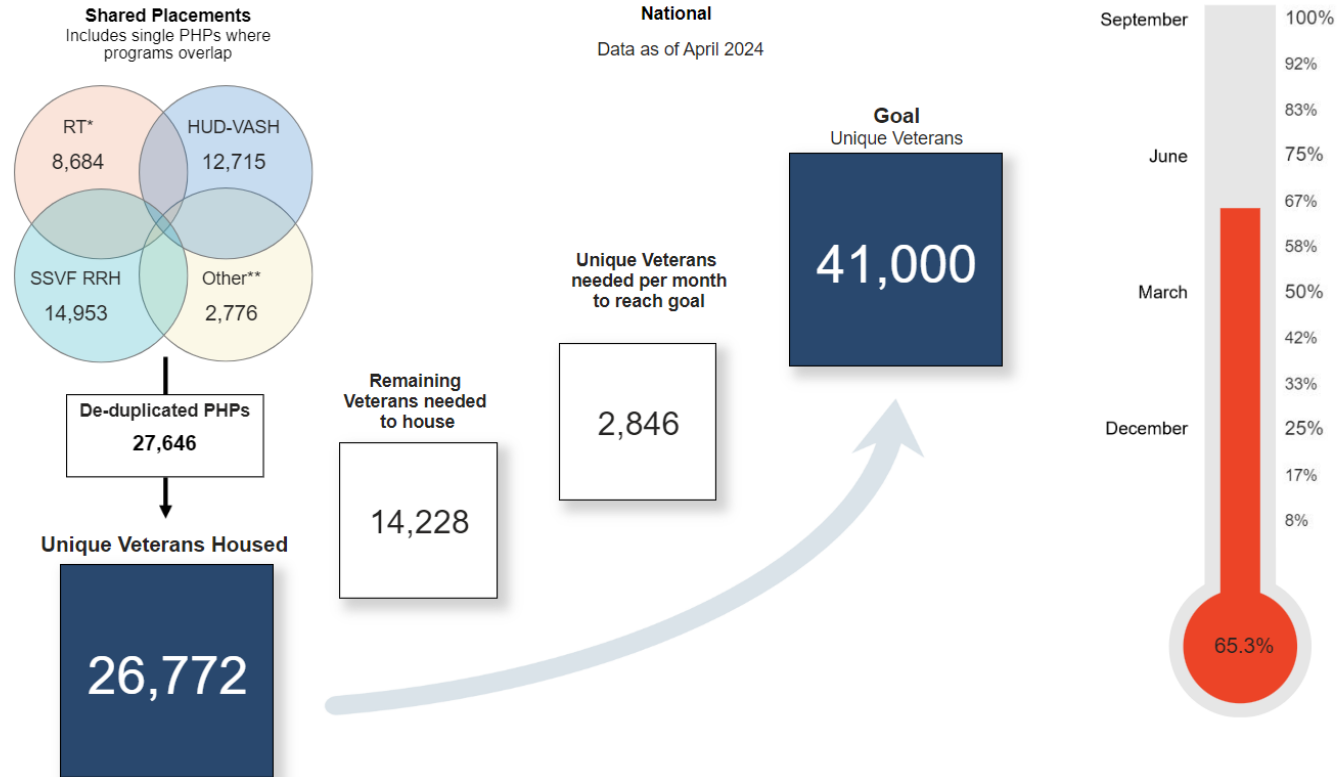 Shared Placements
Includes single PHPs where
programs overlap
RT*
8,684
HUD-VASH
12,715
SSVF RRH
14,953
Other**
2,776
De-duplicated PHPs
27,646
Unique Veterans Housed
26,772
National
Data as of April 2024
Remaining
Veterans needed
to house
14,228
Unique Veterans
needed per month
to reach goal
2,846
Goal
Unique Veterans
41,000
September
June
March
December
100%
92%
83%
75%
67%
58%
50%
42%
33%
25%
17%
8%
65.3%